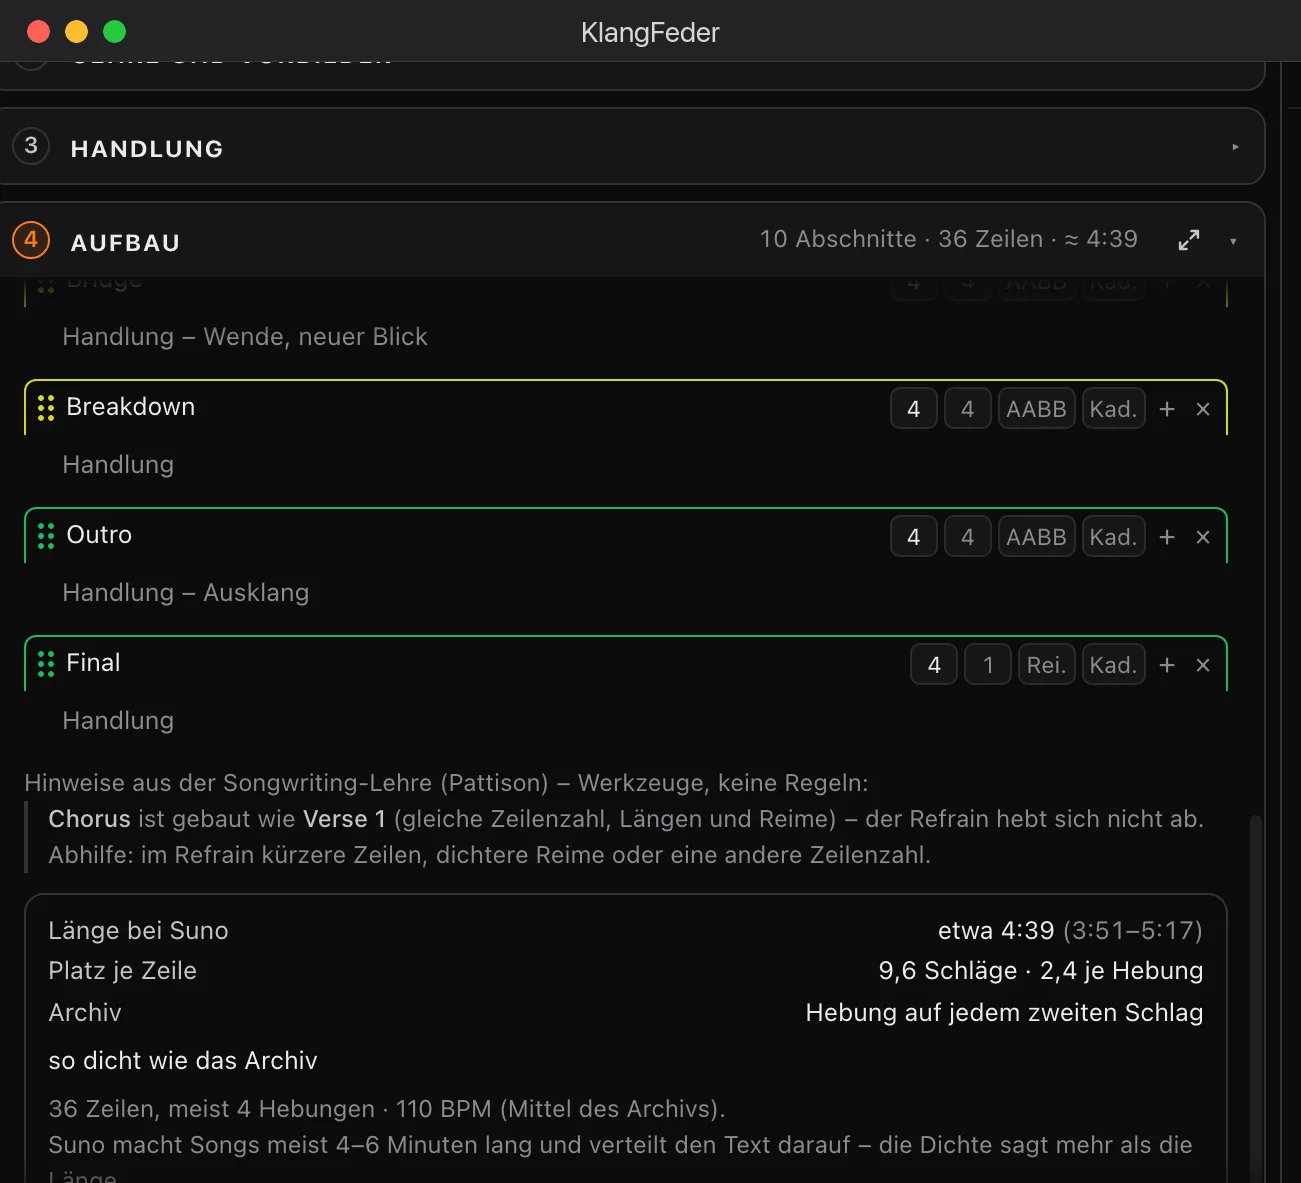 KlangFeder
3 HANDLUNG
4 AUFBAU 10 Abschnitte · 36 Zeilen · ≈ 4:39
Bridge 4 4 AABB Kad. + ×
Handlung – Wende, neuer Blick
Breakdown 4 4 AABB Kad. + ×
Handlung
Outro 4 4 AABB Kad. + ×
Handlung – Ausklang
Final 4 1 Rei. Kad. + ×
Handlung
Hinweise aus der Songwriting-Lehre (Pattison) – Werkzeuge, keine Regeln:
Chorus ist gebaut wie Verse 1 (gleiche Zeilenzahl, Längen und Reime) – der Refrain hebt sich nicht ab.
Abhilfe: im Refrain kürzere Zeilen, dichtere Reime oder eine andere Zeilenzahl.
Länge bei Suno etwa 4:39 (3:51–5:17)
Platz je Zeile 9,6 Schläge · 2,4 je Hebung
Archiv Hebung auf jedem zweiten Schlag
so dicht wie das Archiv
36 Zeilen, meist 4 Hebungen · 110 BPM (Mittel des Archivs).
Suno macht Songs meist 4–6 Minuten lang und verteilt den Text darauf – die Dichte sagt mehr als die
Länge